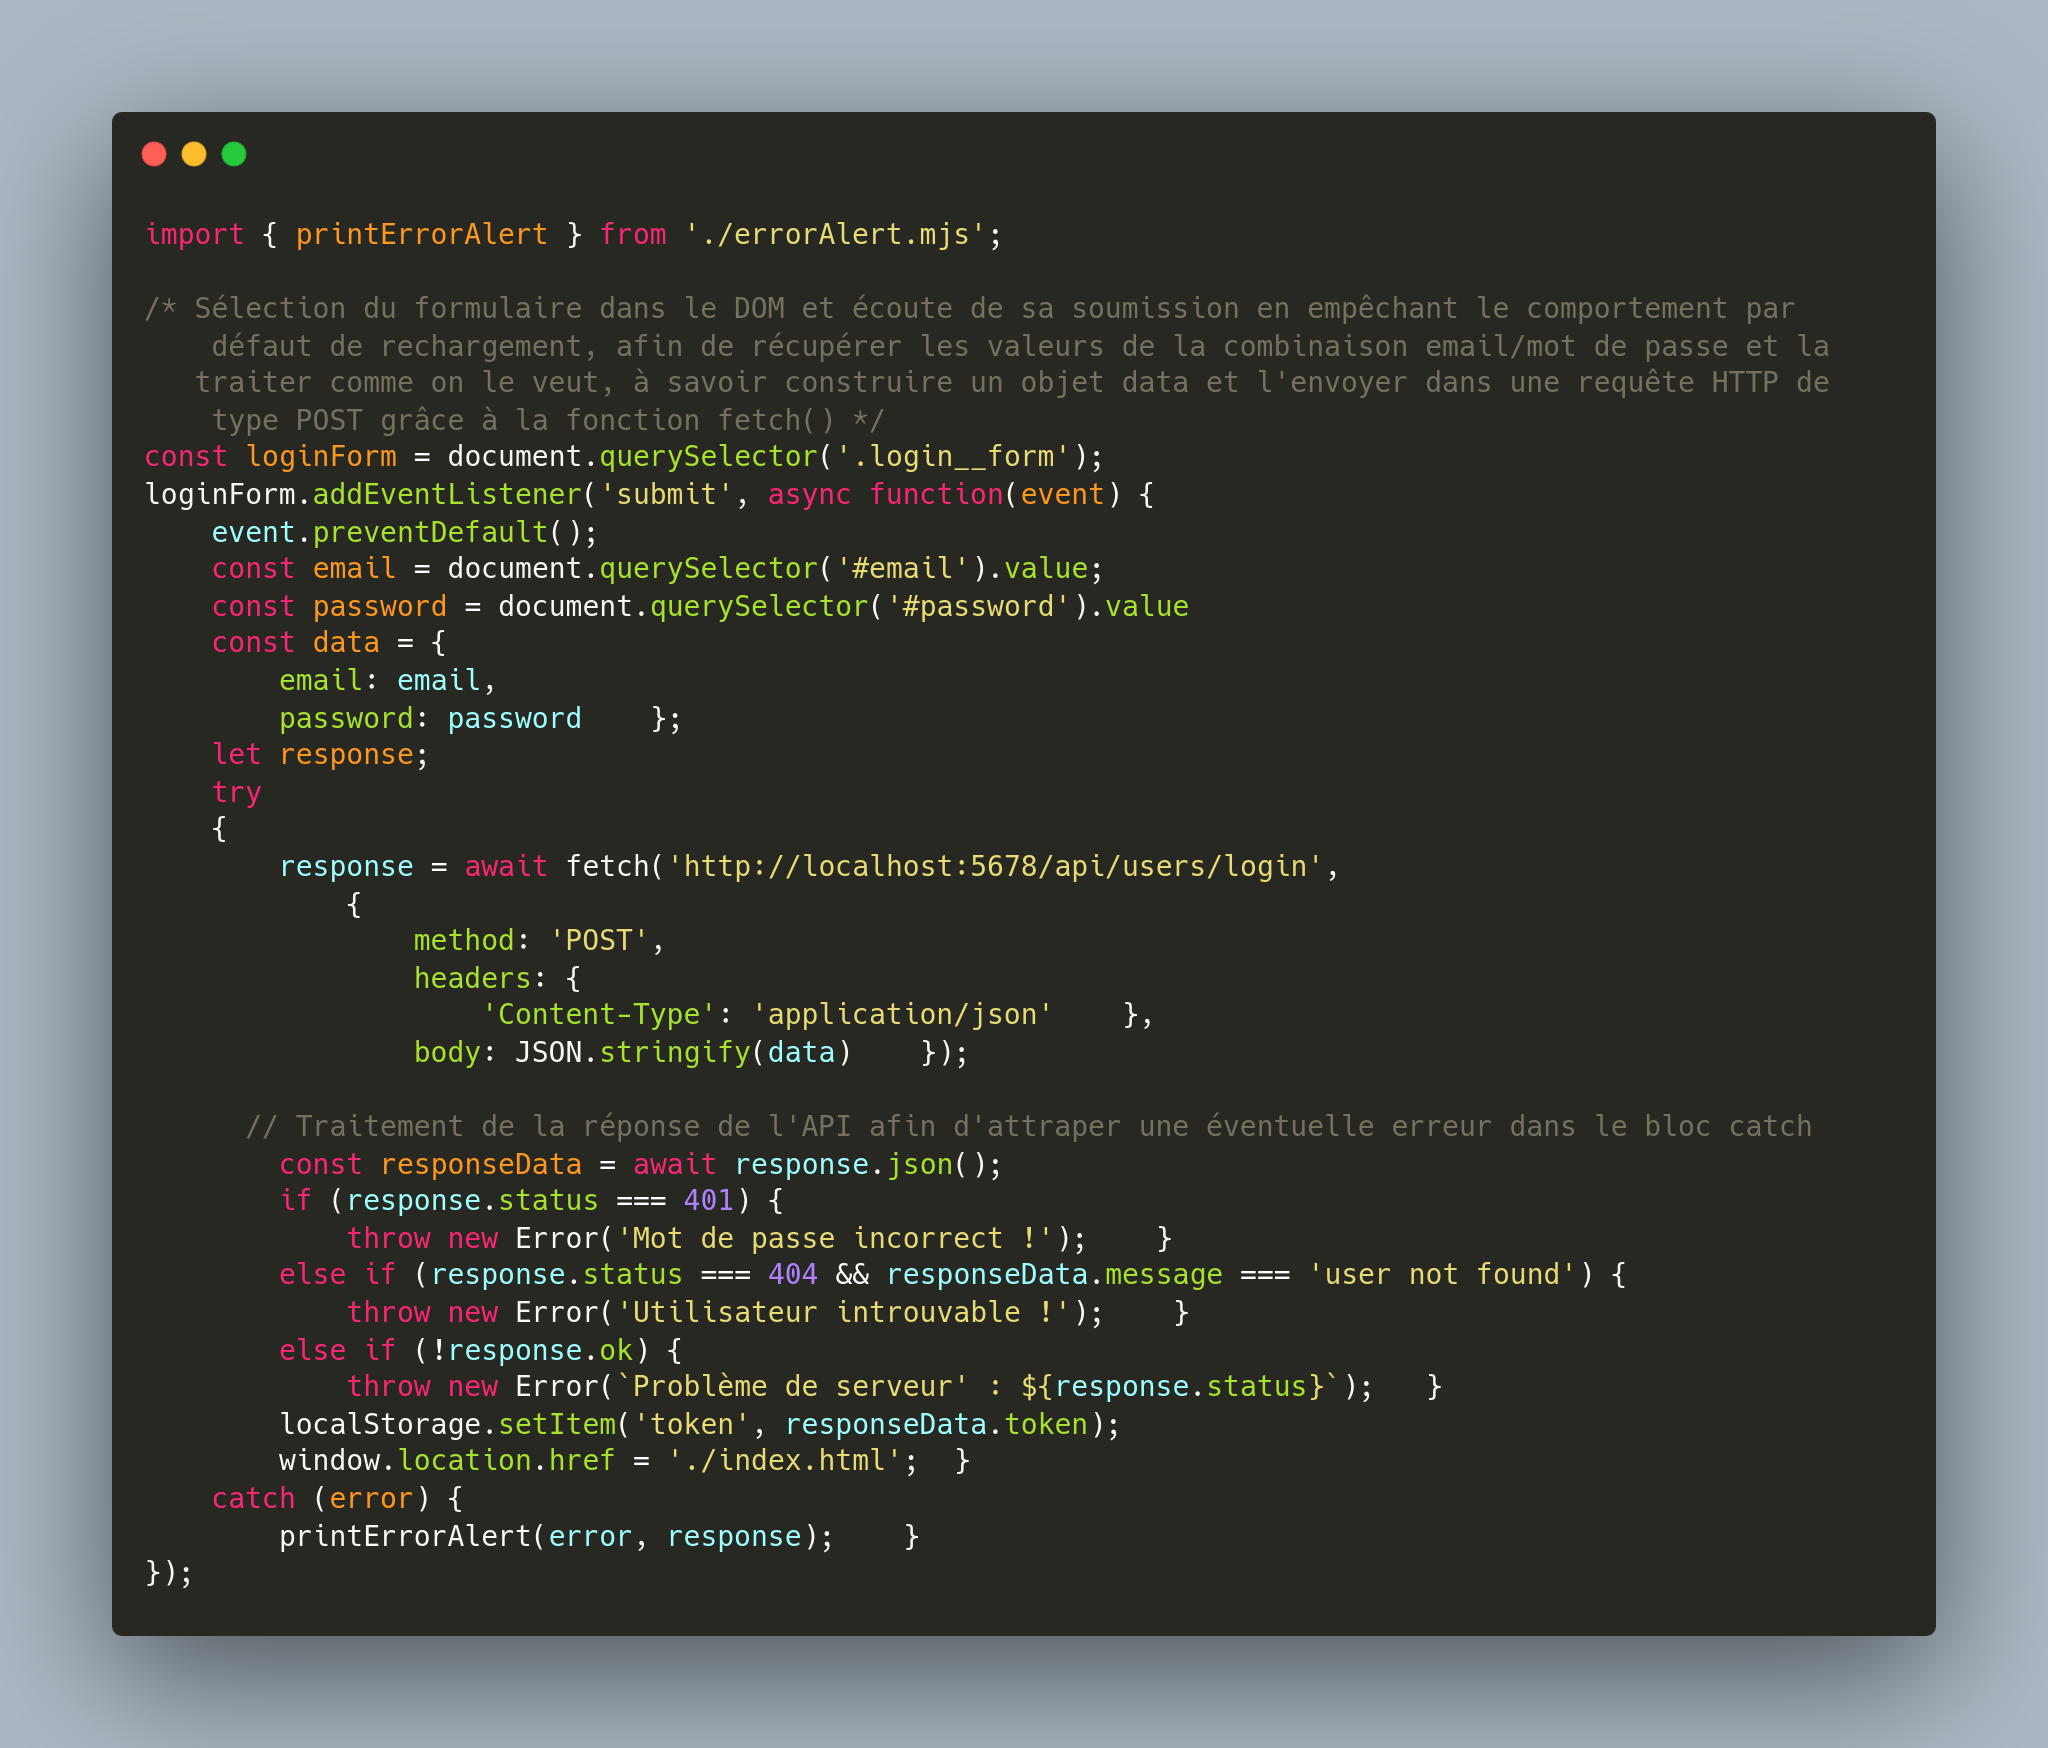 import { printErrorAlert } from './errorAlert.mjs';
/* Sélection du formulaire dans le DOM et écoute de sa soumission en empêchant le comportement par
défaut de rechargement, afin de récupérer les valeurs de la combinaison email/mot de passe et la
traiter comme on le veut, à savoir construire un objet data et l'envoyer dans une requête HTTP de
type POST grâce à la fonction fetch() */
const loginForm = document.querySelector('.login__form');
loginForm.addEventListener('submit', async function(event) {
    event.preventDefault();
    const email = document.querySelector('#email').value;
    const password = document.querySelector('#password').value
    const data = {
        email: email,
        password: password    };
    let response;
    try
    {
        response = await fetch('http://localhost:5678/api/users/login',
            {
                method: 'POST',
                headers: {
                    'Content-Type': 'application/json'    },
                body: JSON.stringify(data)    });
      // Traitement de la réponse de l'API afin d'attraper une éventuelle erreur dans le bloc catch
        const responseData = await response.json();
        if (response.status === 401) {
            throw new Error('Mot de passe incorrect !');    }
        else if (response.status === 404 && responseData.message === 'user not found') {
            throw new Error('Utilisateur introuvable !');    }
        else if (!response.ok) {
            throw new Error(`Problème de serveur' : ${response.status}`);   }
        localStorage.setItem('token', responseData.token);
        window.location.href = './index.html';  }
    catch (error) {
        printErrorAlert(error, response);    }
});